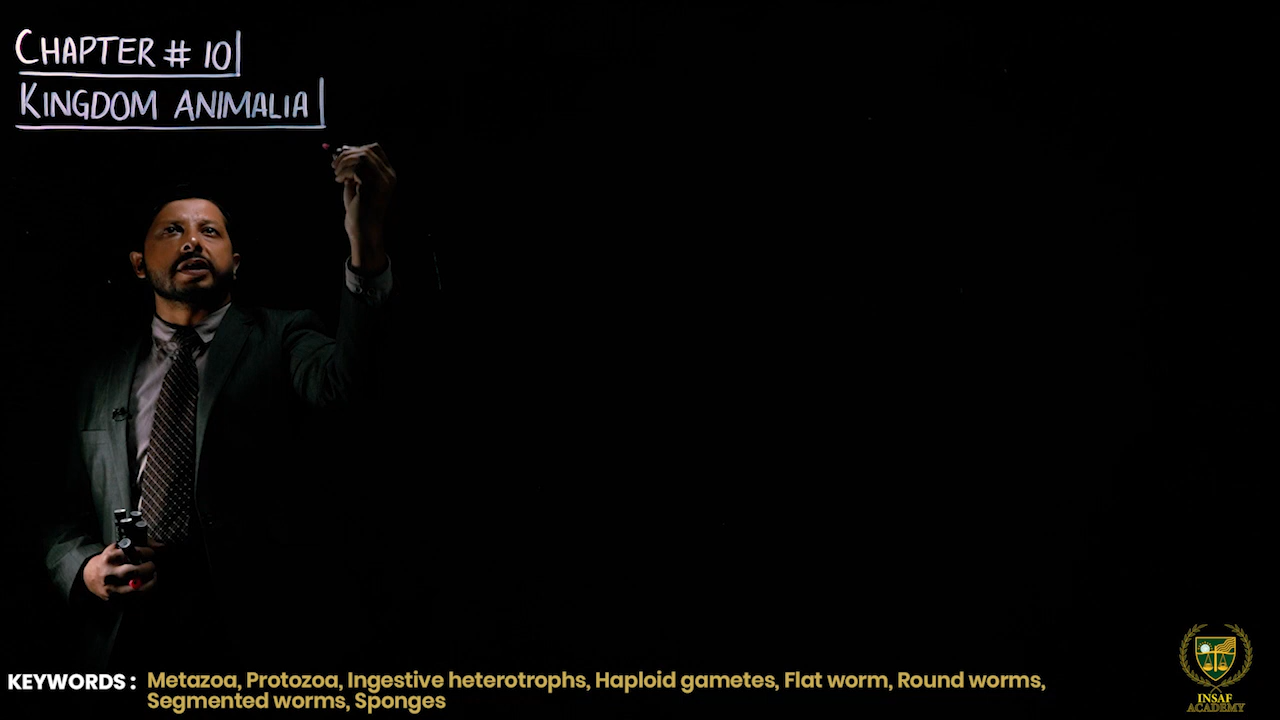 CHAPTER # 10
KINGDOM ANIMALIA
KEYWORDS : Metazoa, Protozoa, Ingestive heterotrophs, Haploid gametes, Flat worm, Round worms,
Segmented worms, Sponges
INSAF
ACADEMY